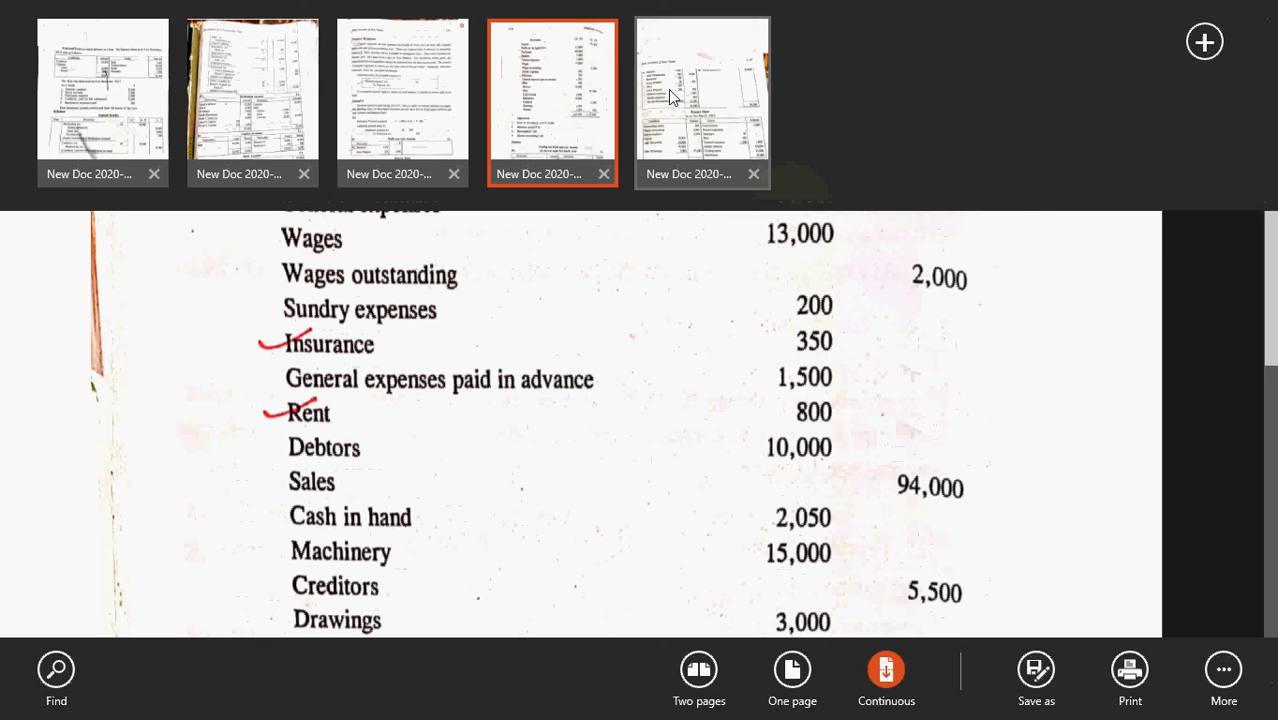 New Doc 2020-...
New Doc 2020-...
New Doc 2020-...
New Doc 2020-...
New Doc 2020-...
General expenses
Wages 13,000
Wages outstanding 2,000
Sundry expenses 200
Insurance 350
General expenses paid in advance 1,500
Rent 800
Debtors 10,000
Sales 94,000
Cash in hand 2,050
Machinery 15,000
Creditors 5,500
Drawings 3,000
Find
Two pages
One page
Continuous
Save as
Print
More